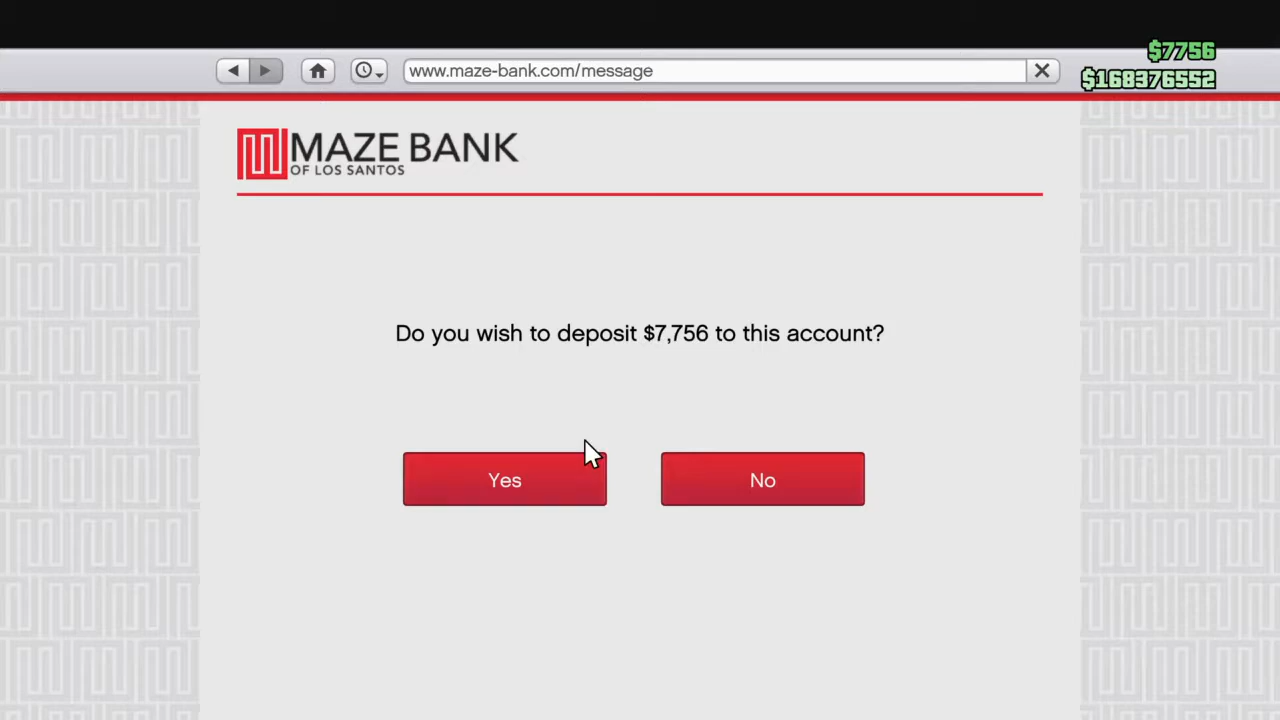 $7756
www.maze-bank.com/message
$168376552
MAZE BANK
OF LOS SANTOS
Do you wish to deposit $7,756 to this account?
Yes
No